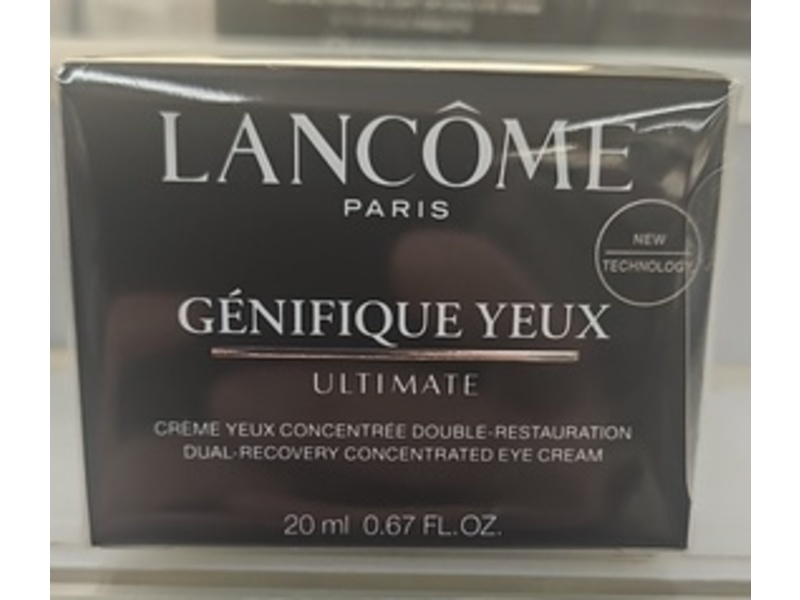 LANCÔME
PARIS
NEW
TECHNOLOGY
GÉNIFIQUE YEUX
ULTIMATE
CRÈME YEUX CONCENTRÉE DOUBLE-RESTAURATION
DUAL-RECOVERY CONCENTRATED EYE CREAM
20 ml 0.67 FL.OZ.